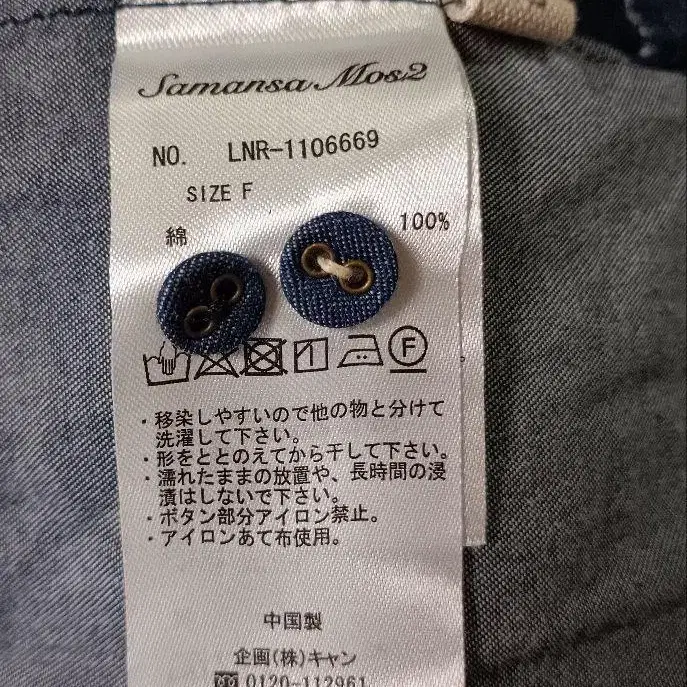 Samansa Mos2
NO. LNR-1106669
SIZE F
綿 100%
F
・移染しやすいので他の物と分けて
洗濯して下さい。
・形をととのえてから干して下さい。
・濡れたままの放置や、長時間の浸
漬はしないで下さい。
・ボタン部分アイロン禁止。
・アイロンあて布使用。
中国製
企画(株)キャン
0120-112961